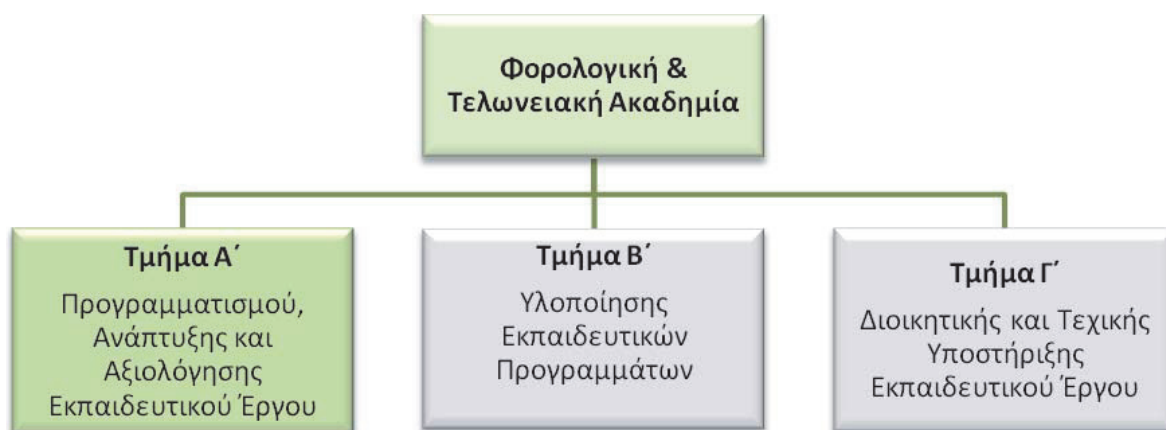 Φορολογική &
Τελωνειακή Ακαδημία
Τμήμα Α΄
Προγραμματισμού,
Ανάπτυξης και
Αξιολόγησης
Εκπαιδευτικού Έργου
Τμήμα Β΄
Υλοποίησης
Εκπαιδευτικών
Προγραμμάτων
Τμήμα Γ΄
Διοικητικής και Τεχικής
Υποστήριξης
Εκπαιδευτικού Έργου